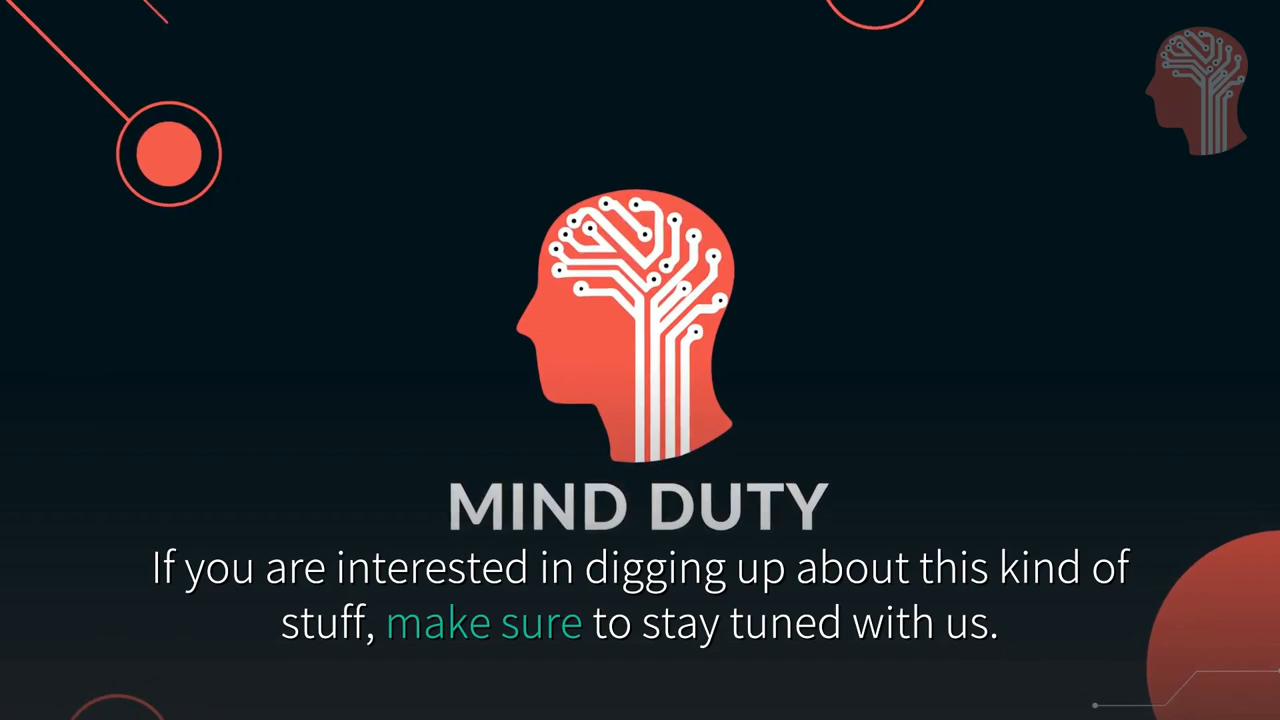 MIND DUTY
If you are interested in digging up about this kind of
stuff, make sure to stay tuned with us.